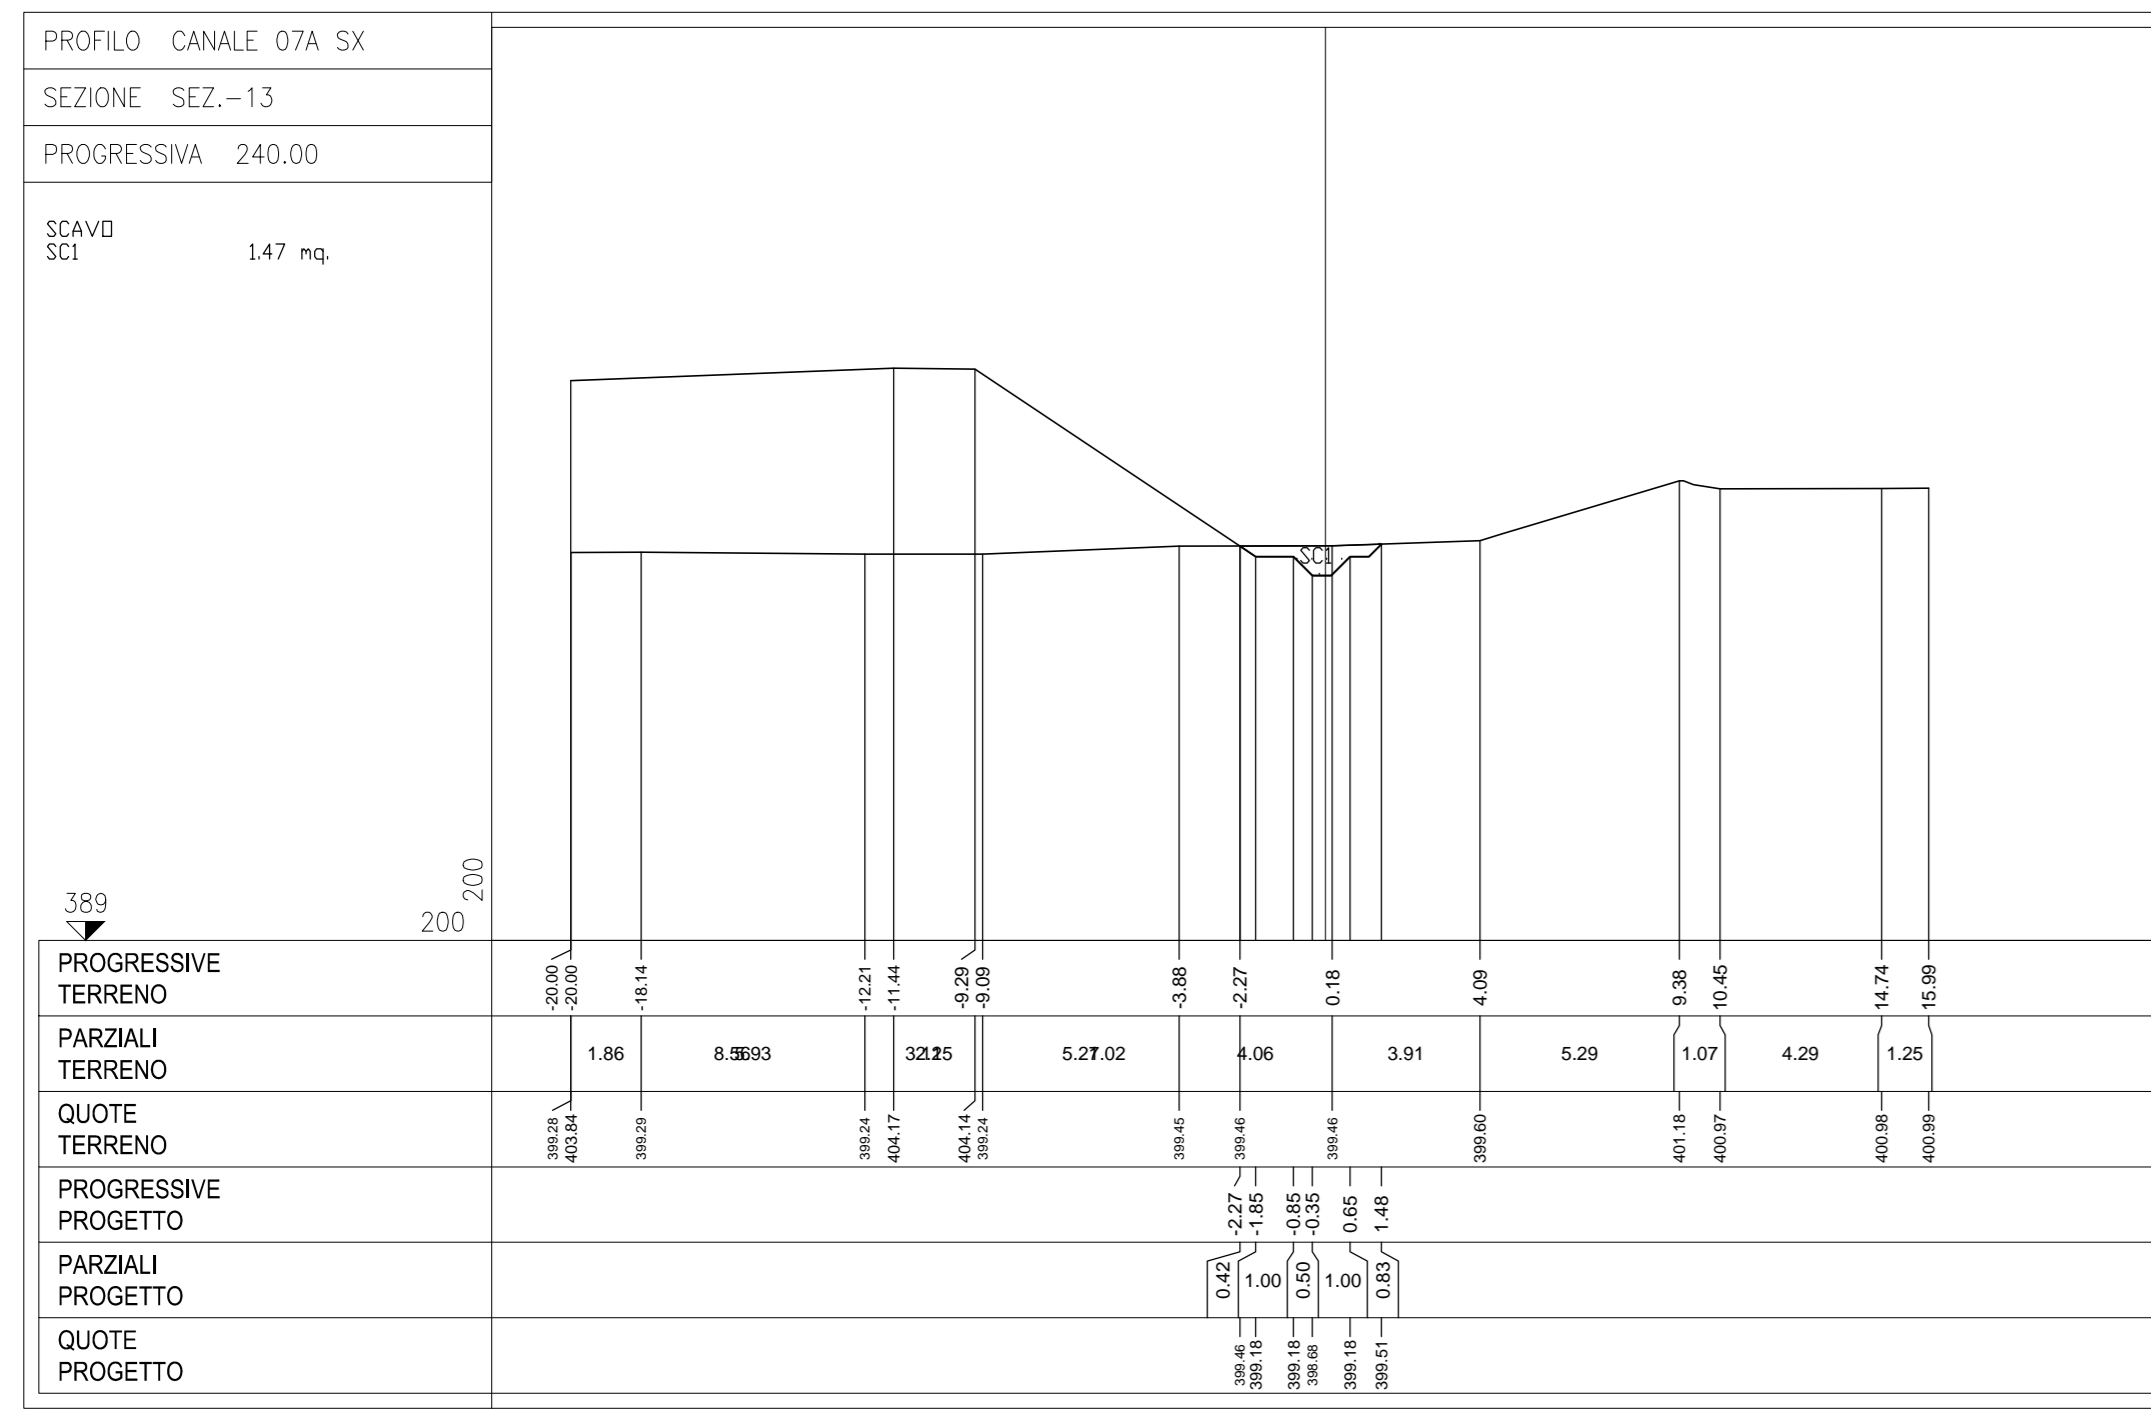 PROFILO CANALE 07A SX
SEZIONE SEZ.-13
PROGRESSIVA 240.00
SCAVO
SC1 1.47 mq.
SC1
389
200
200
PROGRESSIVE
TERRENO
-20.00 -20.00 -18.14 -12.21 -11.44 -9.29 -9.09 -3.88 -2.27 0.18 4.09 9.38 10.45 14.74 15.99
PARZIALI
TERRENO
1.86 4.06 3.91 5.29 1.07 4.29 1.25
QUOTE
TERRENO
399.28 403.84 399.29 399.24 404.17 404.14 399.24 399.45 399.46 399.46 399.60 401.18 400.97 400.98 400.99
PROGRESSIVE
PROGETTO
-2.27 -1.85 -0.85 -0.35 0.65 1.48
PARZIALI
PROGETTO
0.42 1.00 0.50 1.00 0.83
QUOTE
PROGETTO
399.46 399.18 399.18 398.68 399.18 399.51